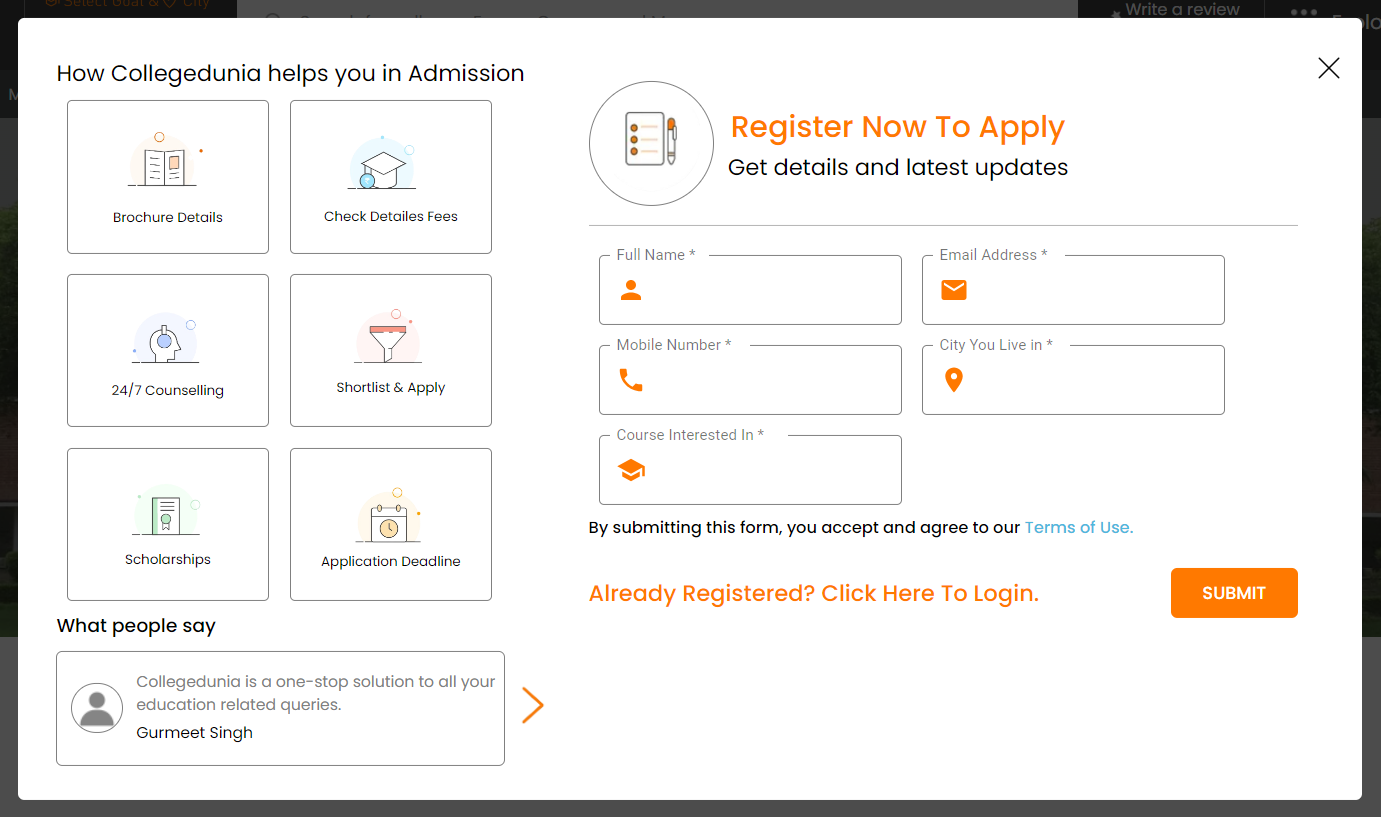 Select Goal & City
Write a review
How Collegedunia helps you in Admission
Brochure Details
Check Detailes Fees
24/7 Counselling
Shortlist & Apply
Scholarships
Application Deadline
What people say
Collegedunia is a one-stop solution to all your
education related queries.
Gurmeet Singh
Register Now To Apply
Get details and latest updates
Full Name *
Email Address *
Mobile Number *
City You Live in *
Course Interested In *
By submitting this form, you accept and agree to our Terms of Use.
Already Registered? Click Here To Login.
SUBMIT